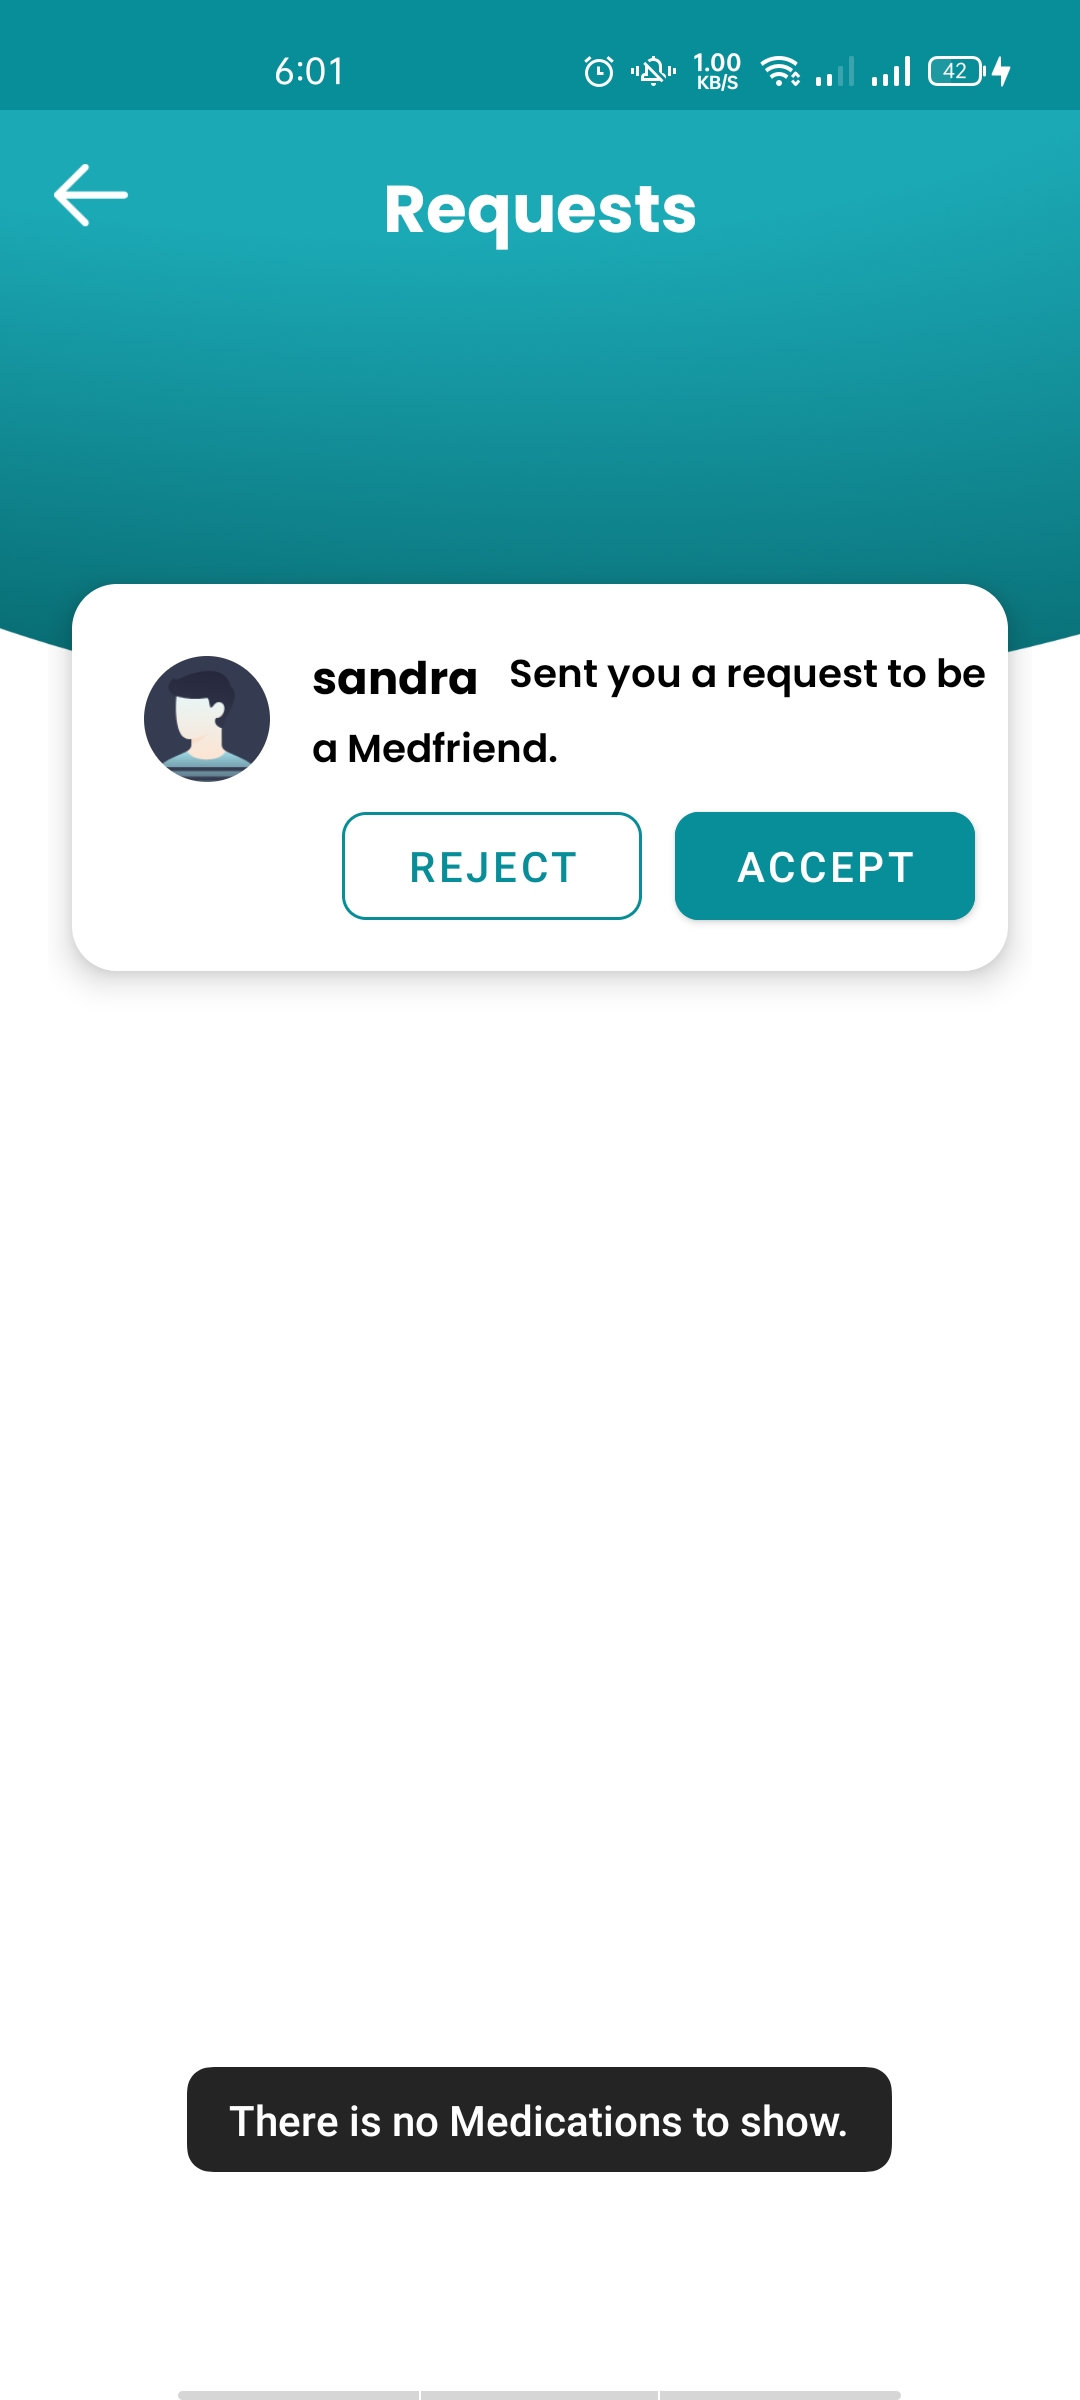 6:01 1.00 KB/S 42
Requests
sandra Sent you a request to be
a Medfriend.
REJECT ACCEPT
There is no Medications to show.